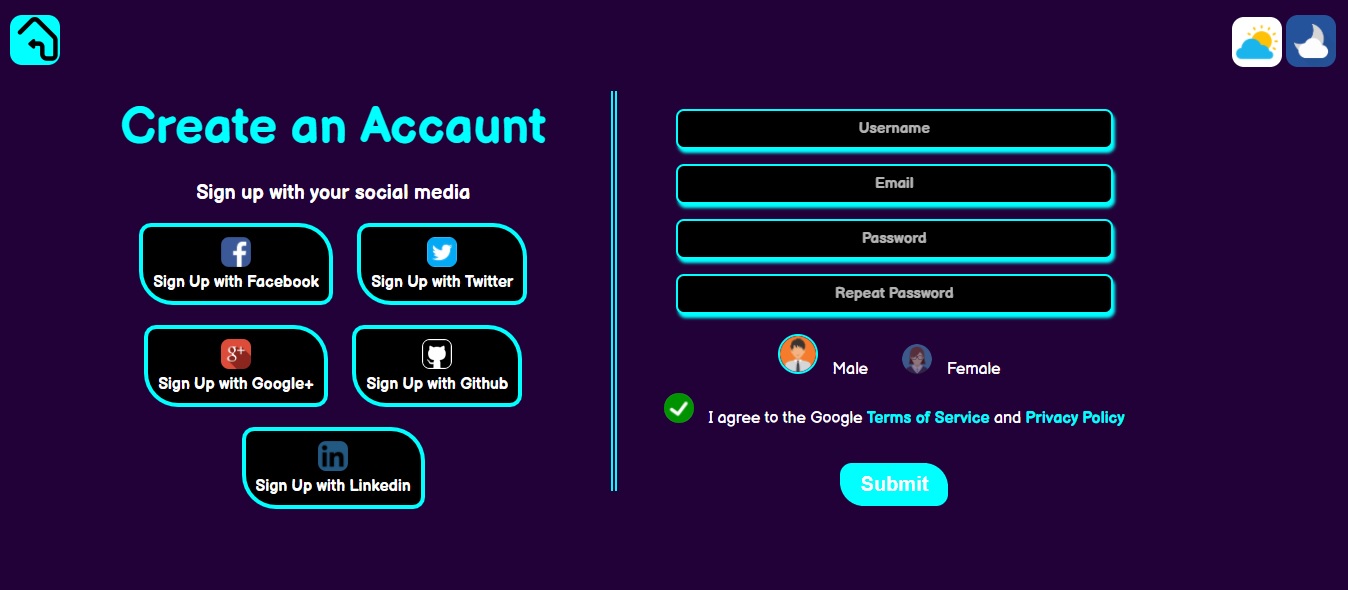 Create an Accaunt
Sign up with your social media
Sign Up with Facebook
Sign Up with Twitter
g+
Sign Up with Google+
Sign Up with Github
in
Sign Up with Linkedin
Username
Email
Password
Repeat Password
Male
Female
I agree to the Google Terms of Service and Privacy Policy
Submit